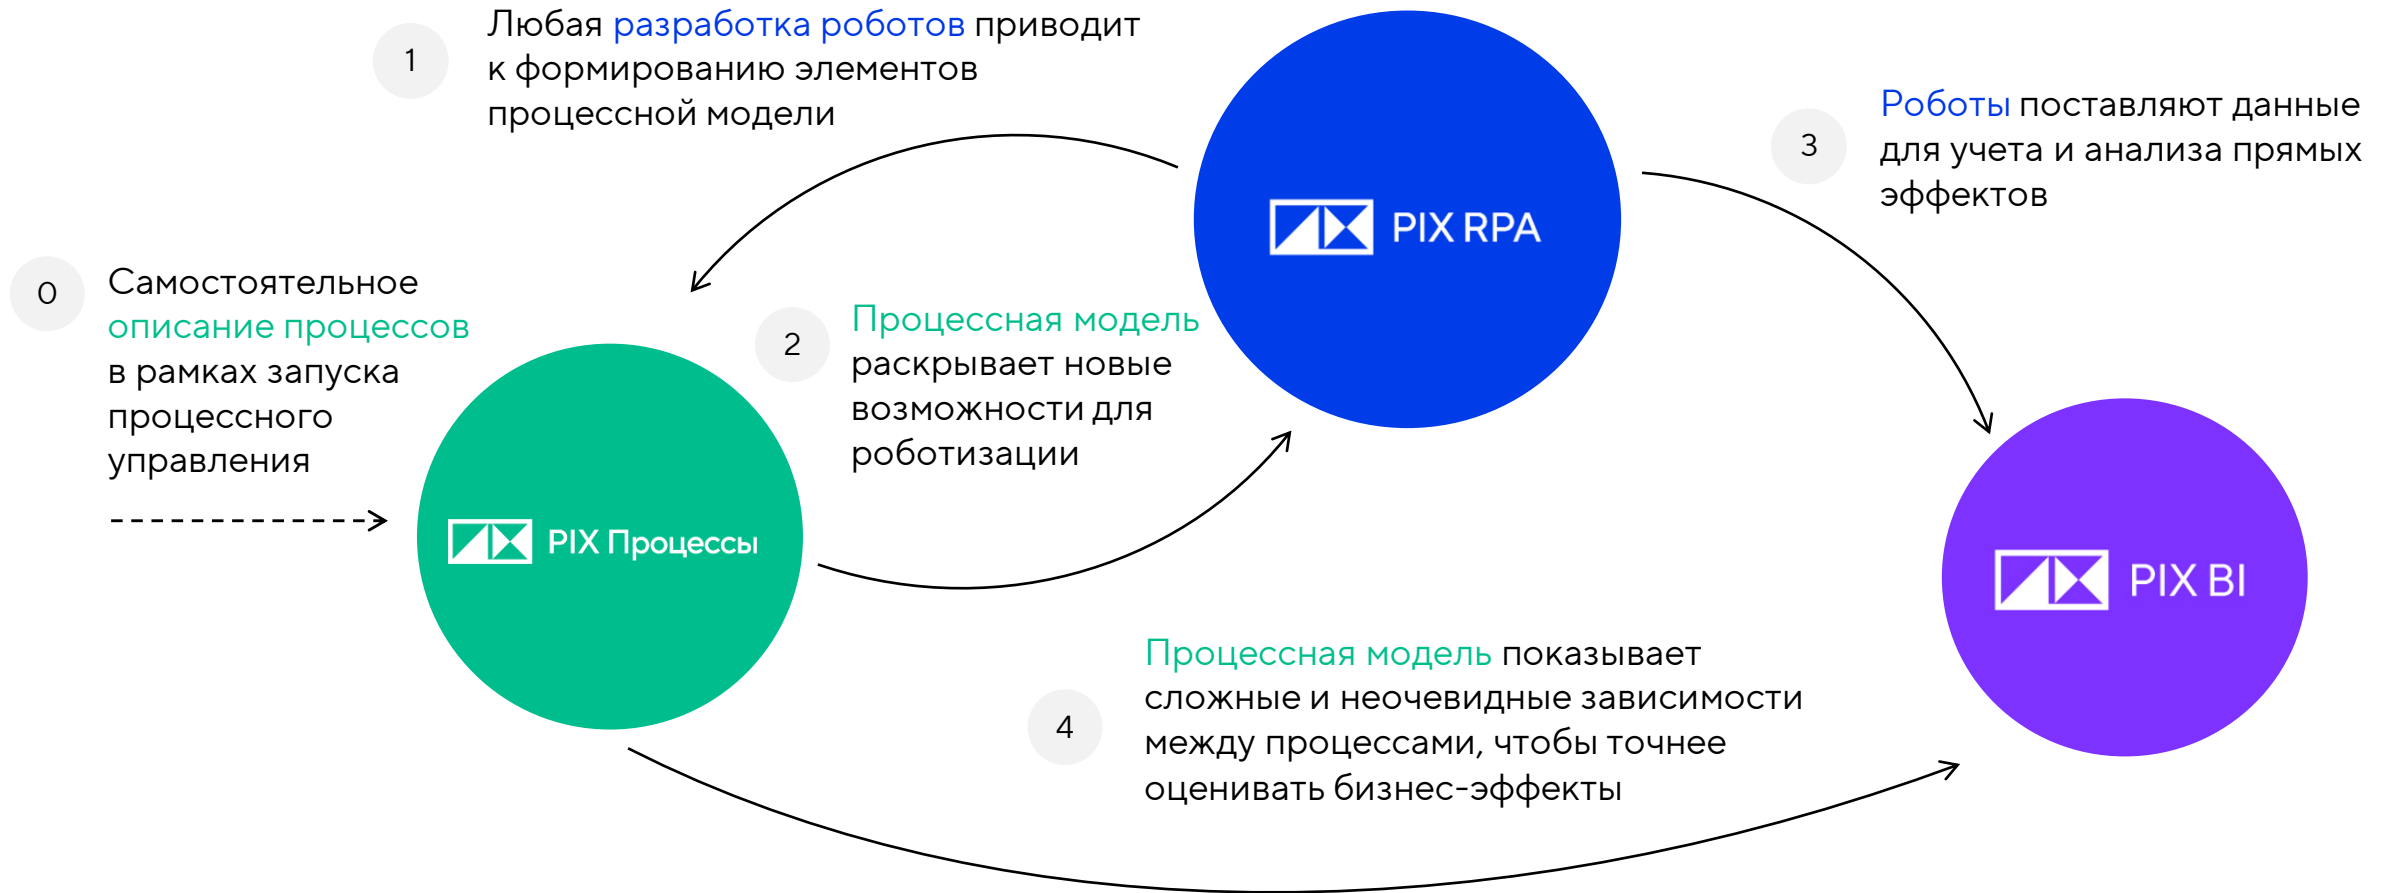 1
Любая разработка роботов приводит
к формированию элементов
процессной модели
PIX RPA
3
Роботы поставляют данные
для учета и анализа прямых
эффектов
0
Самостоятельное
описание процессов
в рамках запуска
процессного
управления
2
Процессная модель
раскрывает новые
возможности для
роботизации
PIX Процессы
PIX BI
4
Процессная модель показывает
сложные и неочевидные зависимости
между процессами, чтобы точнее
оценивать бизнес-эффекты